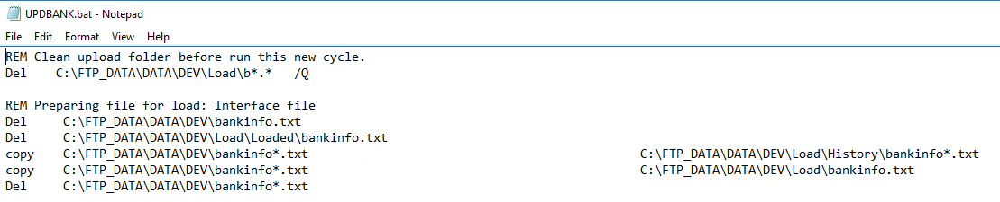 UPDBANK.bat - Notepad
File Edit Format View Help
REM Clean upload folder before run this new cycle.
Del C:\FTP_DATA\DATA\DEV\Load\b*.* /Q
REM Preparing file for load: Interface file
Del C:\FTP_DATA\DATA\DEV\bankinfo.txt
Del C:\FTP_DATA\DATA\DEV\Load\Loaded\bankinfo.txt
copy C:\FTP_DATA\DATA\DEV\bankinfo*.txt C:\FTP_DATA\DATA\DEV\Load\History\bankinfo*.txt
copy C:\FTP_DATA\DATA\DEV\bankinfo*.txt C:\FTP_DATA\DATA\DEV\Load\bankinfo.txt
Del C:\FTP_DATA\DATA\DEV\bankinfo*.txt